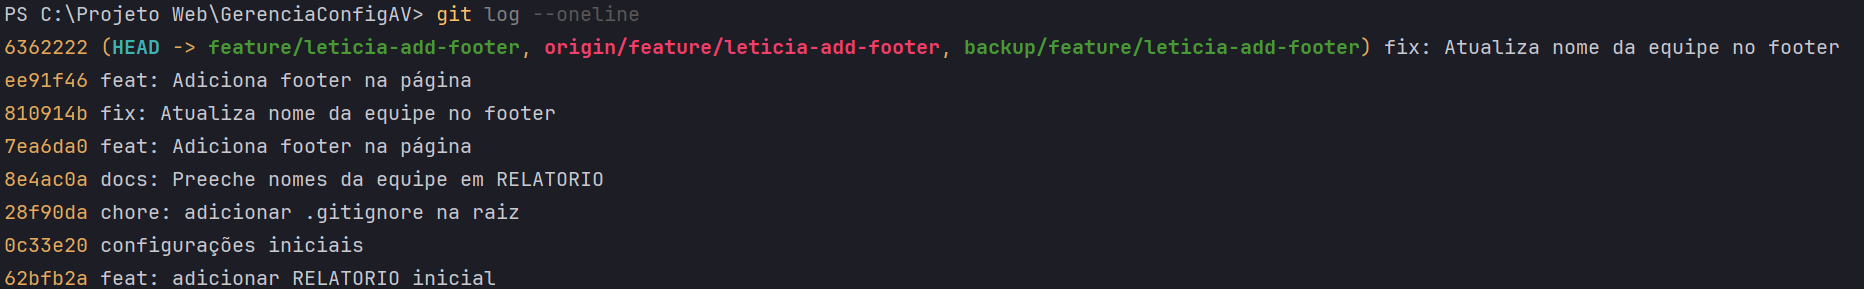 PS C:\Projeto Web\GerenciaConfigAV> git log --oneline
6362222 (HEAD -> feature/leticia-add-footer, origin/feature/leticia-add-footer, backup/feature/leticia-add-footer) fix: Atualiza nome da equipe no footer
ee91f46 feat: Adiciona footer na página
810914b fix: Atualiza nome da equipe no footer
7ea6da0 feat: Adiciona footer na página
8e4ac0a docs: Preeche nomes da equipe em RELATORIO
28f90da chore: adicionar .gitignore na raiz
0c33e20 configurações iniciais
62bfb2a feat: adicionar RELATORIO inicial